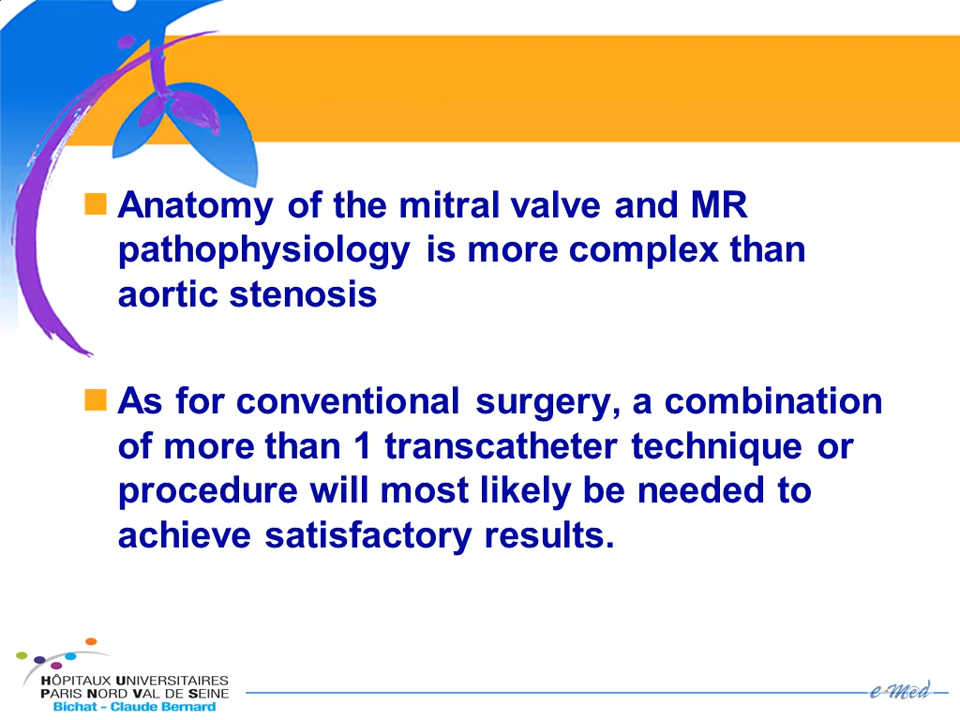 Anatomy of the mitral valve and MR
pathophysiology is more complex than
aortic stenosis
As for conventional surgery, a combination
of more than 1 transcatheter technique or
procedure will most likely be needed to
achieve satisfactory results.
HÔPITAUX UNIVERSITAIRES
PARIS NORD VAL DE SEINE
Bichat – Claude Bernard
e-Med